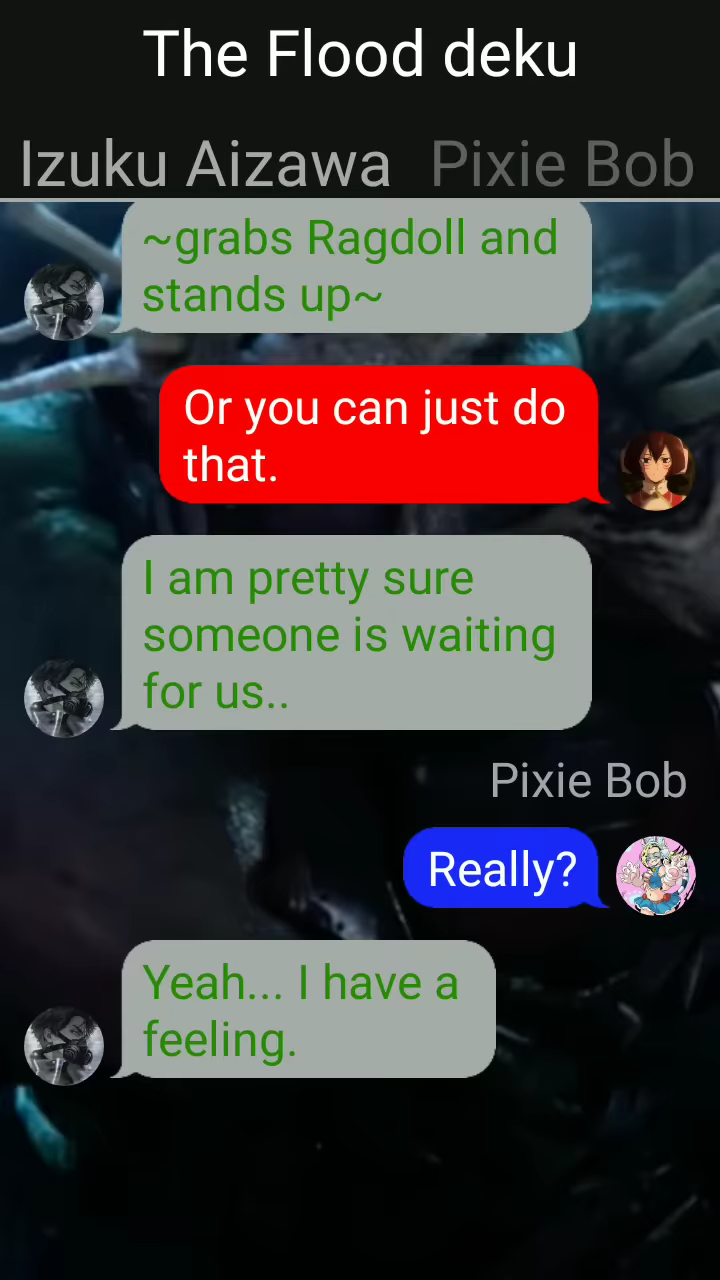 The Flood deku
Izuku Aizawa Pixie Bob
~grabs Ragdoll and
stands up~
Or you can just do
that.
I am pretty sure
someone is waiting
for us..
Pixie Bob
Really?
Yeah... I have a
feeling.